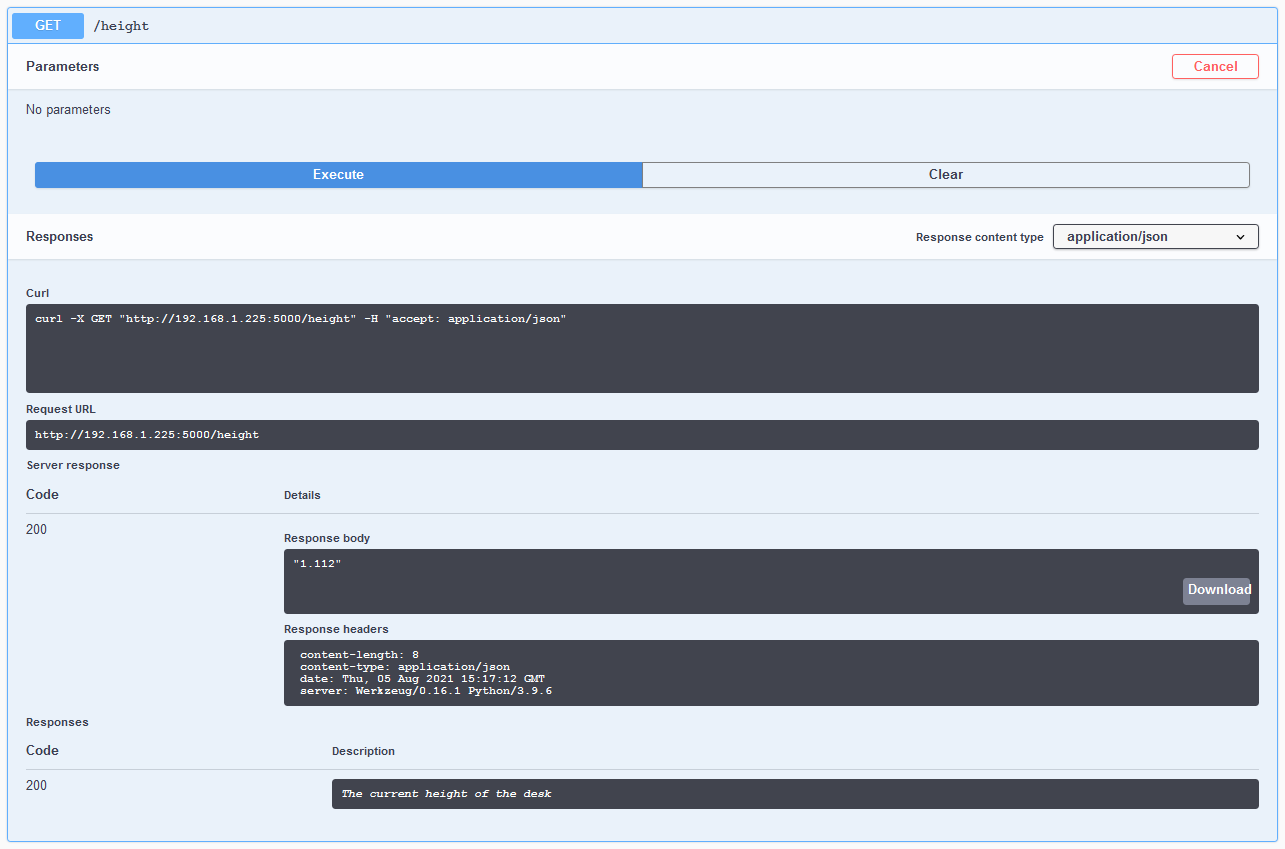 GET /height
Parameters Cancel
No parameters
Execute Clear
Responses Response content type application/json
Curl
curl -X GET "http://192.168.1.225:5000/height" -H "accept: application/json"
Request URL
http://192.168.1.225:5000/height
Server response
Code Details
200
Response body
"1.112"
Download
Response headers
content-length: 8
content-type: application/json
date: Thu, 05 Aug 2021 15:17:12 GMT
server: Werkzeug/0.16.1 Python/3.9.6
Responses
Code Description
200 The current height of the desk